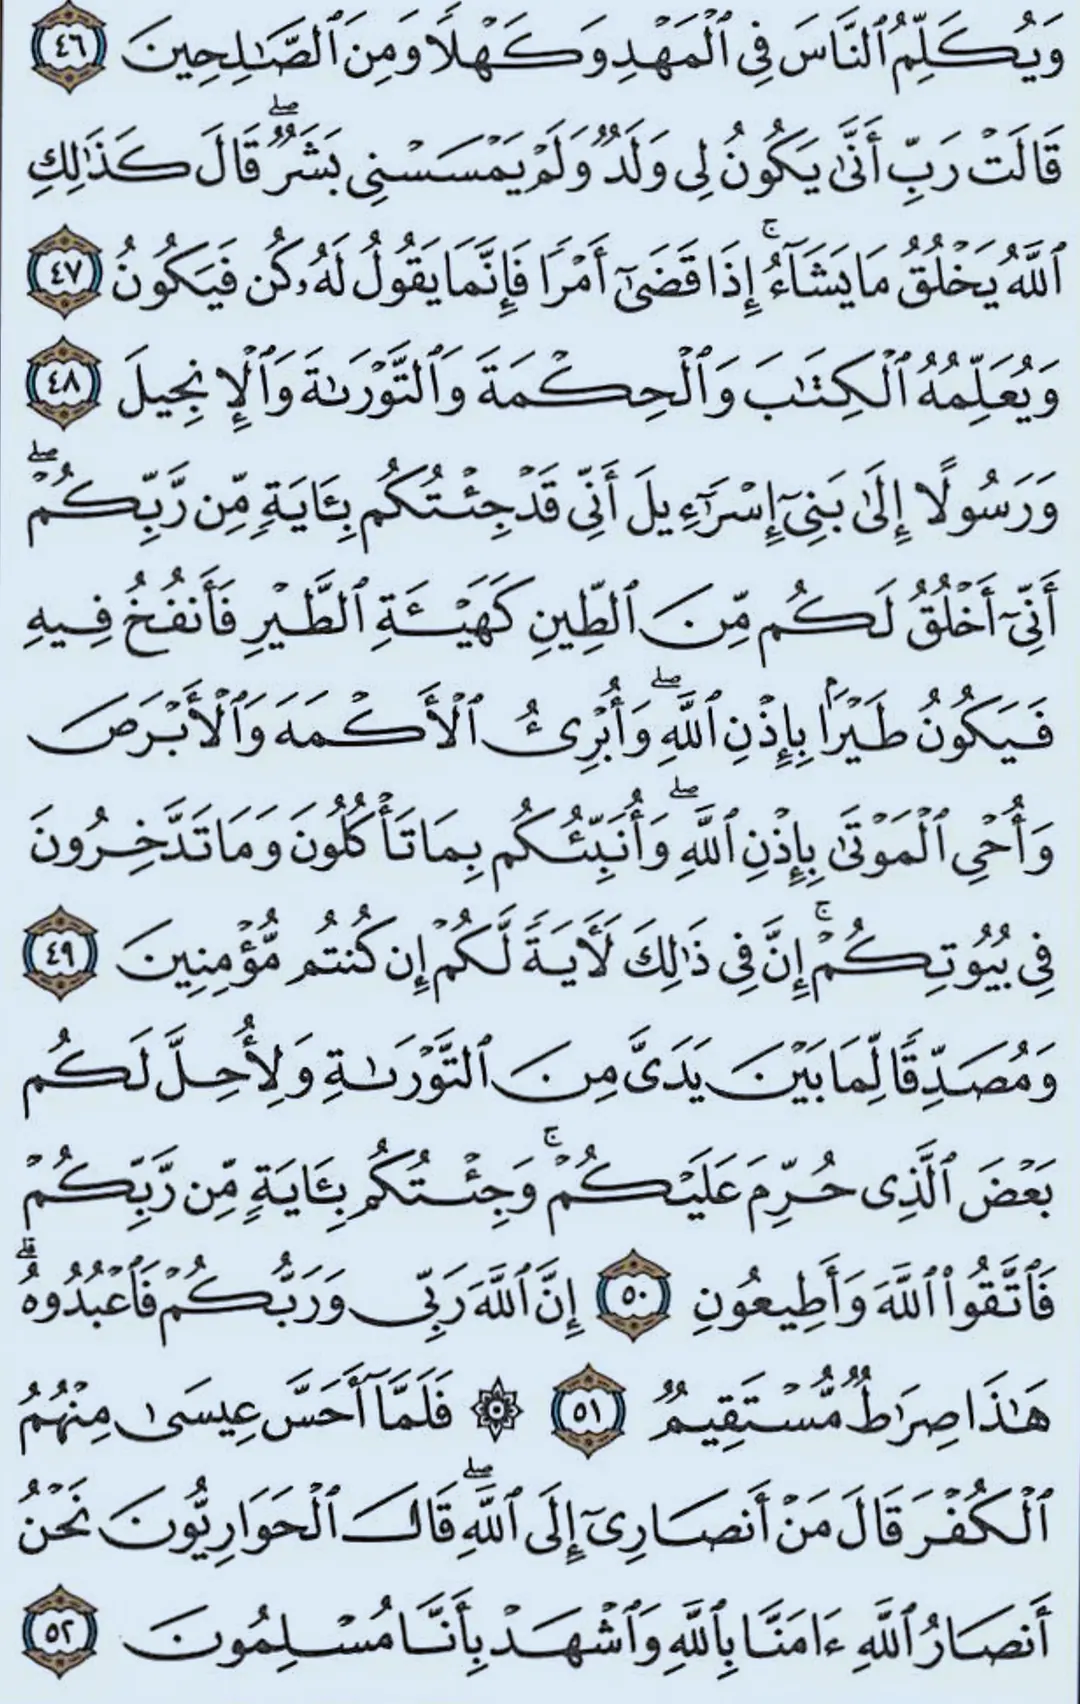 وَيُكَلِّمُ ٱلنَّاسَ فِي ٱلْمَهْدِ وَكَهْلًا وَمِنَ ٱلصَّٰلِحِينَ ٤٦
قَالَتْ رَبِّ أَنَّىٰ يَكُونُ لِي وَلَدٌ وَلَمْ يَمْسَسْنِي بَشَرٌۖ قَالَ كَذَٰلِكِ
ٱللَّهُ يَخْلُقُ مَا يَشَآءُۚ إِذَا قَضَىٰٓ أَمْرًا فَإِنَّمَا يَقُولُ لَهُۥ كُن فَيَكُونُ ٤٧
وَيُعَلِّمُهُ ٱلْكِتَٰبَ وَٱلْحِكْمَةَ وَٱلتَّوْرَىٰةَ وَٱلْإِنجِيلَ ٤٨
وَرَسُولًا إِلَىٰ بَنِيٓ إِسْرَٰٓءِيلَ أَنِّي قَدْ جِئْتُكُم بِـَٔايَةٍ مِّن رَّبِّكُمْۖ
أَنِّيٓ أَخْلُقُ لَكُم مِّنَ ٱلطِّينِ كَهَيْـَٔةِ ٱلطَّيْرِ فَأَنفُخُ فِيهِ
فَيَكُونُ طَيْرَۢا بِإِذْنِ ٱللَّهِۖ وَأُبْرِئُ ٱلْأَكْمَهَ وَٱلْأَبْرَصَ
وَأُحْيِ ٱلْمَوْتَىٰ بِإِذْنِ ٱللَّهِۖ وَأُنَبِّئُكُم بِمَا تَأْكُلُونَ وَمَا تَدَّخِرُونَ
فِي بُيُوتِكُمْۚ إِنَّ فِي ذَٰلِكَ لَأٓيَةً لَّكُمْ إِن كُنتُم مُّؤْمِنِينَ ٤٩
وَمُصَدِّقًا لِّمَا بَيْنَ يَدَيَّ مِنَ ٱلتَّوْرَىٰةِ وَلِأُحِلَّ لَكُم
بَعْضَ ٱلَّذِي حُرِّمَ عَلَيْكُمْۚ وَجِئْتُكُم بِـَٔايَةٍ مِّن رَّبِّكُمْ
فَٱتَّقُوا۟ ٱللَّهَ وَأَطِيعُونِ ٥٠ إِنَّ ٱللَّهَ رَبِّي وَرَبُّكُمْ فَٱعْبُدُوهُۗ
هَٰذَا صِرَٰطٌ مُّسْتَقِيمٌ ٥١ ۞ فَلَمَّآ أَحَسَّ عِيسَىٰ مِنْهُمُ
ٱلْكُفْرَ قَالَ مَنْ أَنصَارِيٓ إِلَى ٱللَّهِۖ قَالَ ٱلْحَوَارِيُّونَ نَحْنُ
أَنصَارُ ٱللَّهِ ءَامَنَّا بِٱللَّهِ وَٱشْهَدْ بِأَنَّا مُسْلِمُونَ ٥٢